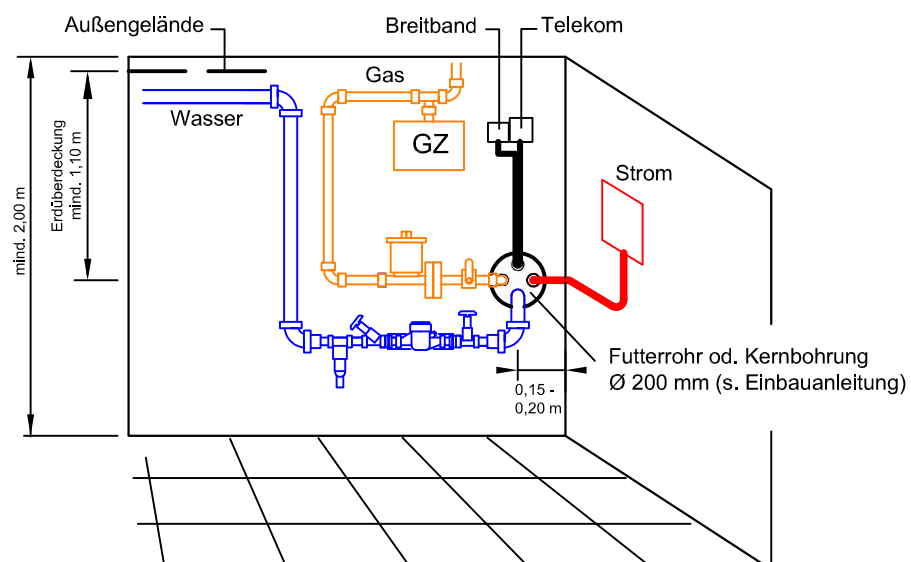 Außengelände
Breitband
Telekom
Gas
Wasser
GZ
Strom
Erdüberdeckung
mind. 1,10 m
mind. 2,00 m
Futterrohr od. Kernbohrung
Ø 200 mm (s. Einbauanleitung)
0,15 -
0,20 m